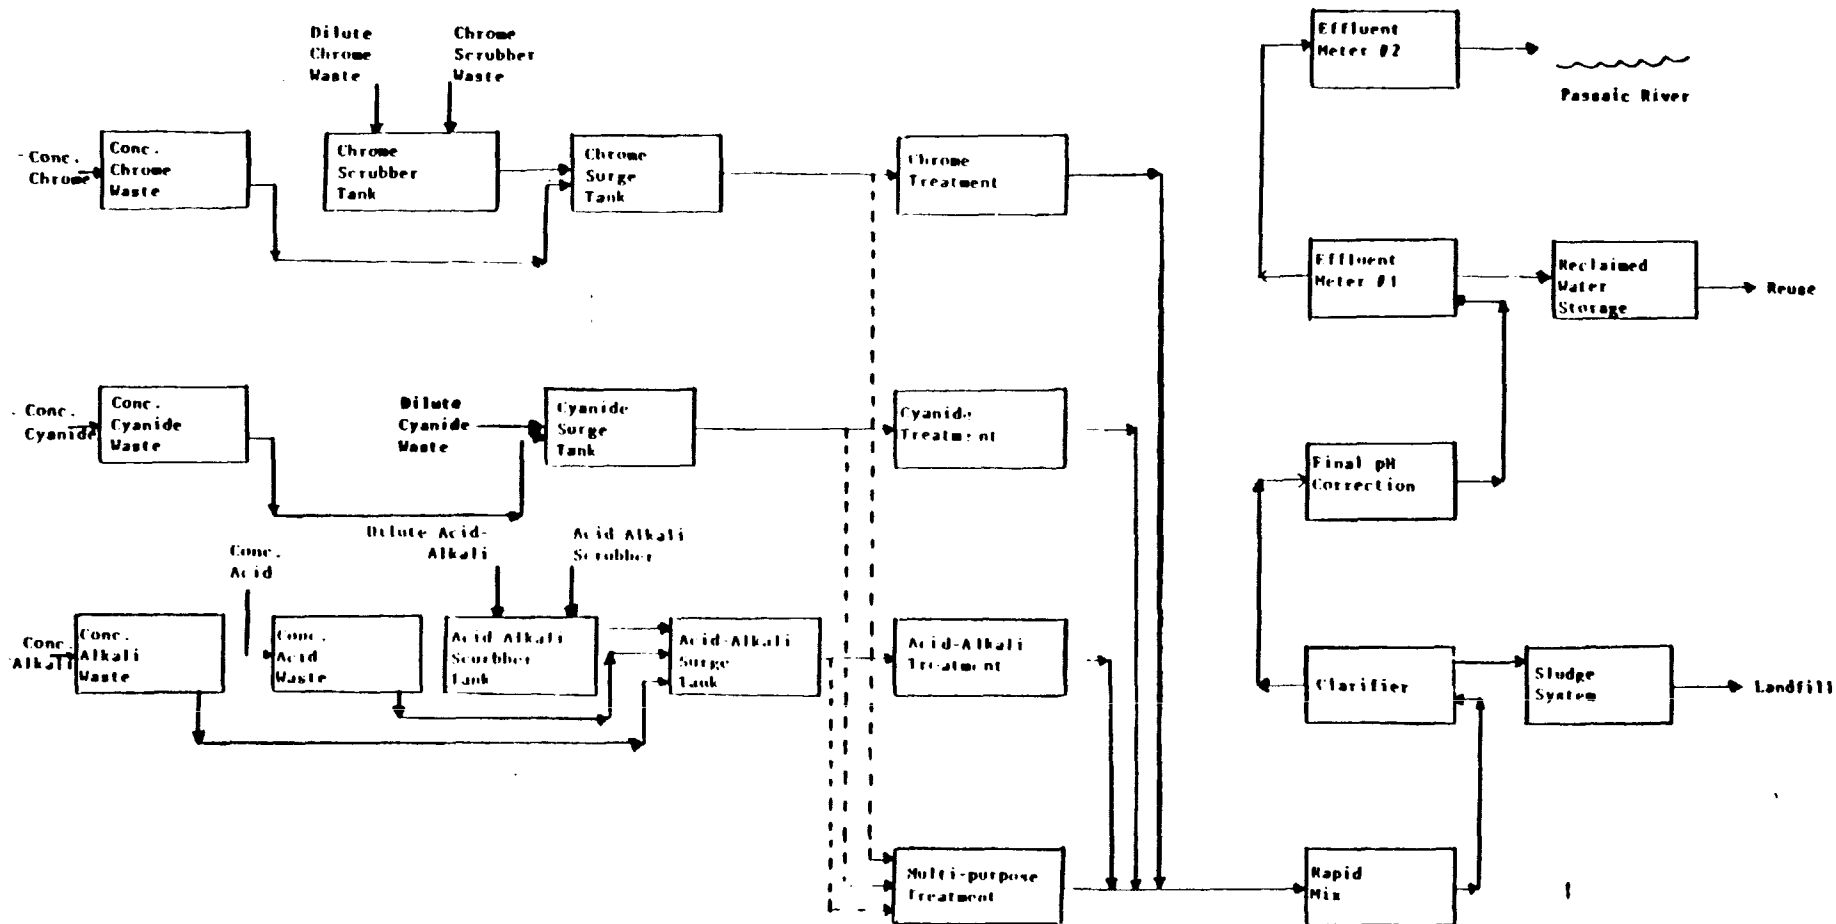 Dilute
Chrome
Waste
Chrome
Scrubber
Waste
Effluent
Meter #2
Passaic River
Conc.
Chrome
Conc.
Chrome
Waste
Chrome
Scrubber
Tank
Chrome
Surge
Tank
Chrome
Treatment
Effluent
Meter #1
Reclaimed
Water
Storage
Reuse
Conc.
Cyanide
Conc.
Cyanide
Waste
Dilute
Cyanide
Waste
Cyanide
Surge
Tank
Cyanide
Treatment
Final pH
Correction
Dilute Acid-
Alkali
Acid Alkali
Scrubber
Conc.
Acid
Conc.
Alkali
Conc.
Alkali
Waste
Conc.
Acid
Waste
Acid Alkali
Scurbber
Tank
Acid-Alkali
Surge
Tank
Acid-Alkali
Treatment
Clarifier
Sludge
System
Landfill
Multi-purpose
Treatment
Rapid
Mix